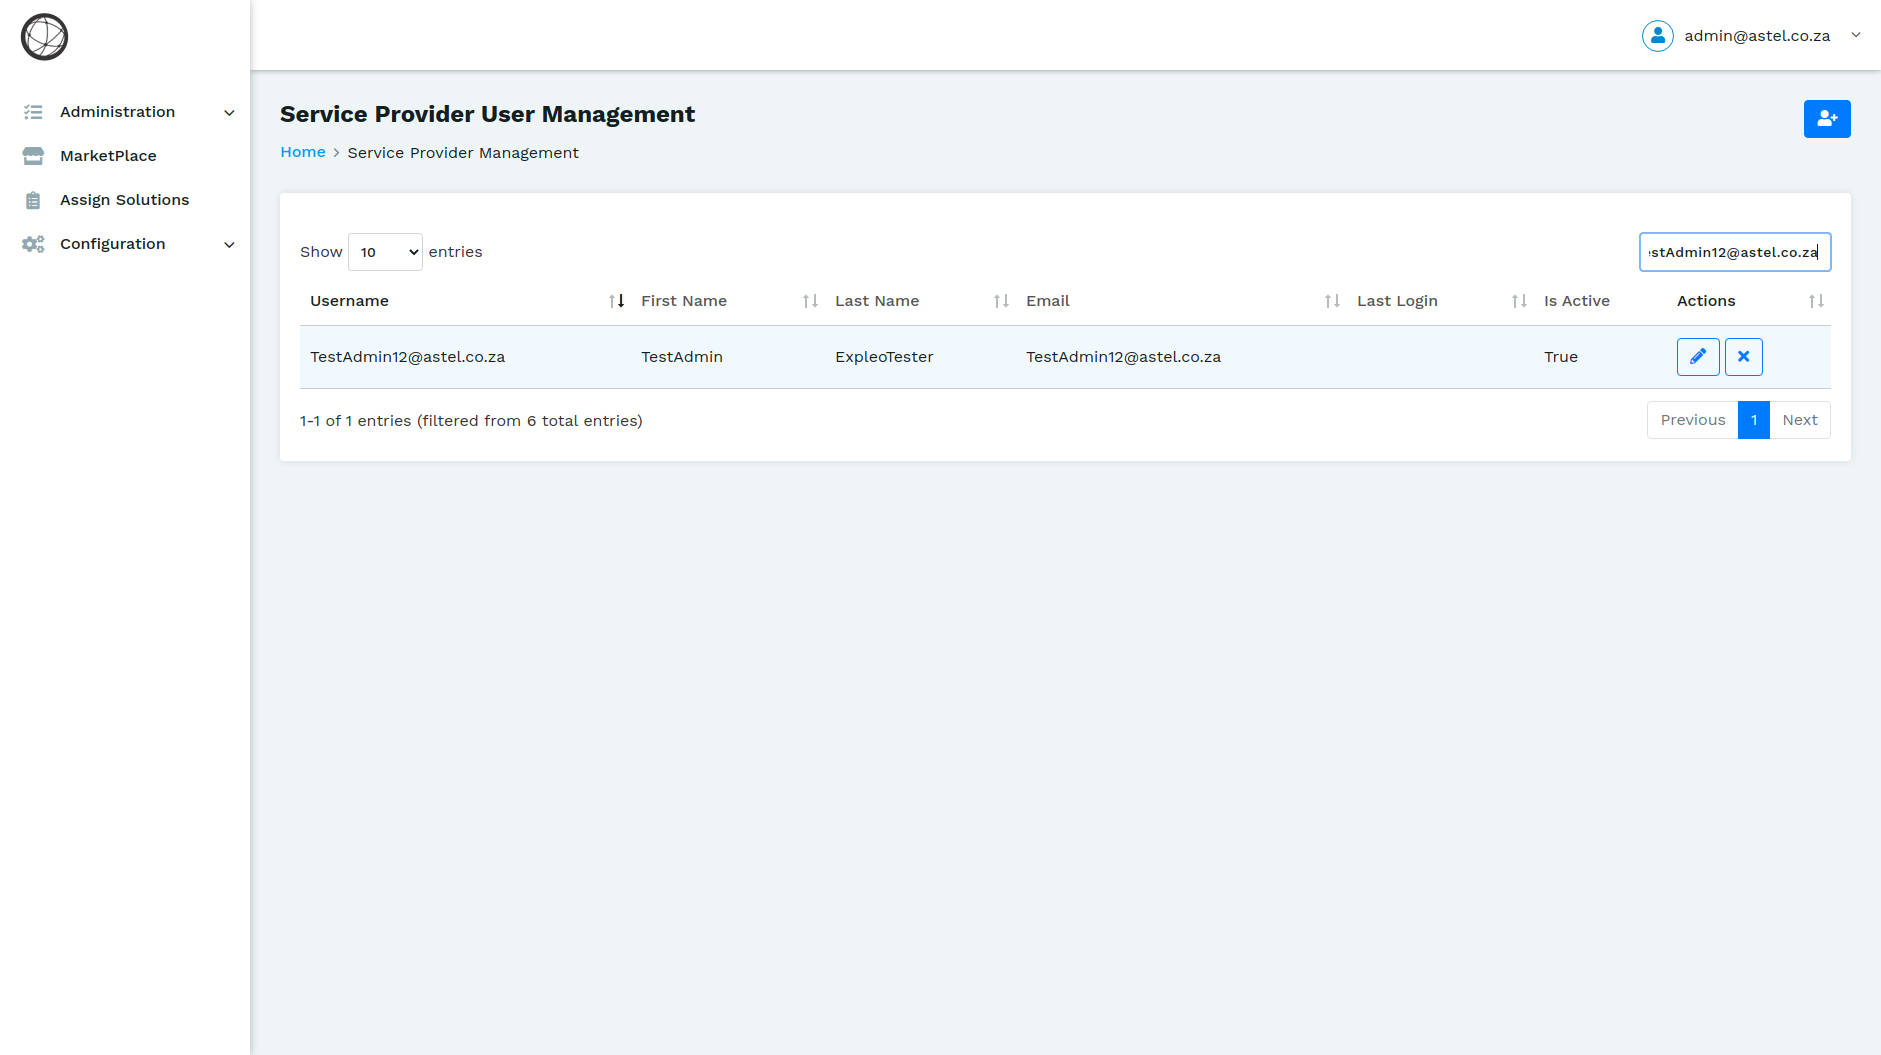 admin@astel.co.za
Administration
MarketPlace
Assign Solutions
Configuration
Service Provider User Management
Home > Service Provider Management
Show 10 entries
stAdmin12@astel.co.za
Username First Name Last Name Email Last Login Is Active Actions
TestAdmin12@astel.co.za TestAdmin ExpleoTester TestAdmin12@astel.co.za True
1-1 of 1 entries (filtered from 6 total entries)
Previous 1 Next